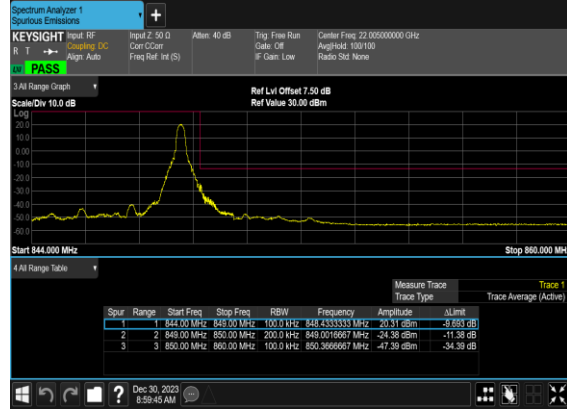 Spectrum Analyzer 1
Spurious Emissions
+
KEYSIGHT Input: RF Input Z: 50 Ω Atten: 40 dB Trig: Free Run Center Freq: 22.005000000 GHz
R T Coupling: DC Corr CCorr Gate: Off Avg|Hold: 100/100
Align: Auto Freq Ref: Int (S) IF Gain: Low Radio Std: None
PASS
3 All Range Graph
Ref Lvl Offset 7.50 dB
Scale/Div 10.0 dB Ref Value 30.00 dBm
Log
20.0
10.0
0.00
-10.0
-20.0
-30.0
-40.0
-50.0
-60.0
Start 844.000 MHz Stop 860.000 MH
4 All Range Table
Measure Trace Trace 1
Trace Type Trace Average (Active)
Spur Range Start Freq Stop Freq RBW Frequency Amplitude ΔLimit
1 1 844.00 MHz 849.00 MHz 100.0 kHz 848.4333333 MHz 20.31 dBm -9.693 dB
2 2 849.00 MHz 850.00 MHz 200.0 kHz 849.0016667 MHz -24.38 dBm -11.38 dB
3 3 850.00 MHz 860.00 MHz 100.0 kHz 850.3666667 MHz -47.39 dBm -34.39 dB
? Dec 30, 2023
8:59:45 AM